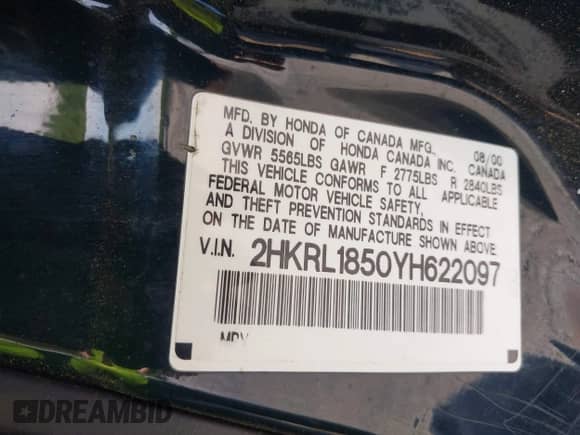 MFD. BY HONDA OF CANADA MFG., 08/00
A DIVISION OF HONDA CANADA INC. CANADA
GVWR 5565LBS GAWR F 2775LBS R 2840LBS
THIS VEHICLE CONFORMS TO ALL APPLICABLE
FEDERAL MOTOR VEHICLE SAFETY,
AND THEFT PREVENTION STANDARDS IN EFFECT
ON THE DATE OF MANUFACTURE SHOWN ABOVE.
V.I.N. 2HKRL1850YH622097
MPV
DREAMBID